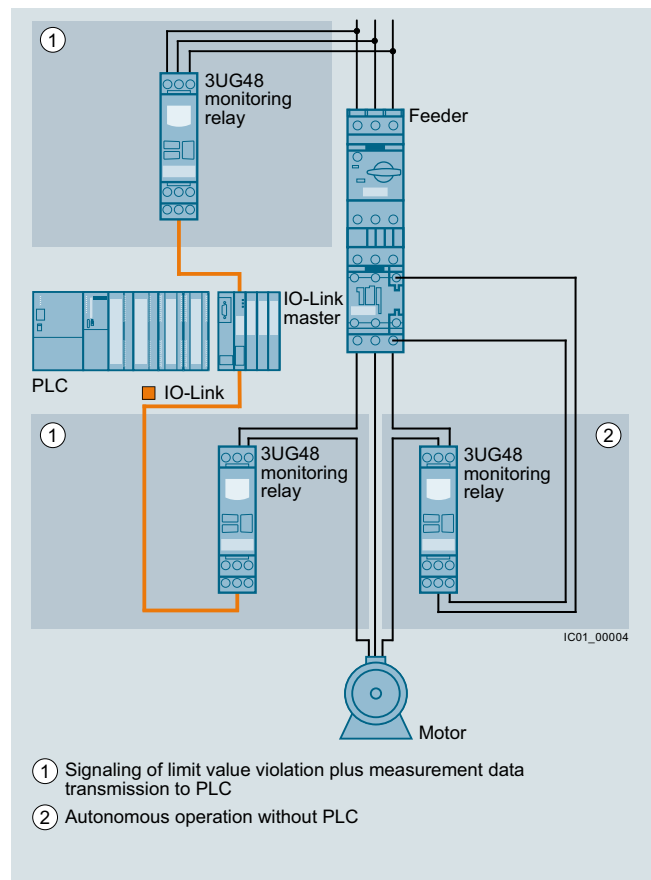 1
3UG48
monitoring
relay
Feeder
IO-Link
master
PLC
IO-Link
1
3UG48
monitoring
relay
2
3UG48
monitoring
relay
IC01_00004
Motor
1 Signaling of limit value violation plus measurement data
transmission to PLC
2 Autonomous operation without PLC